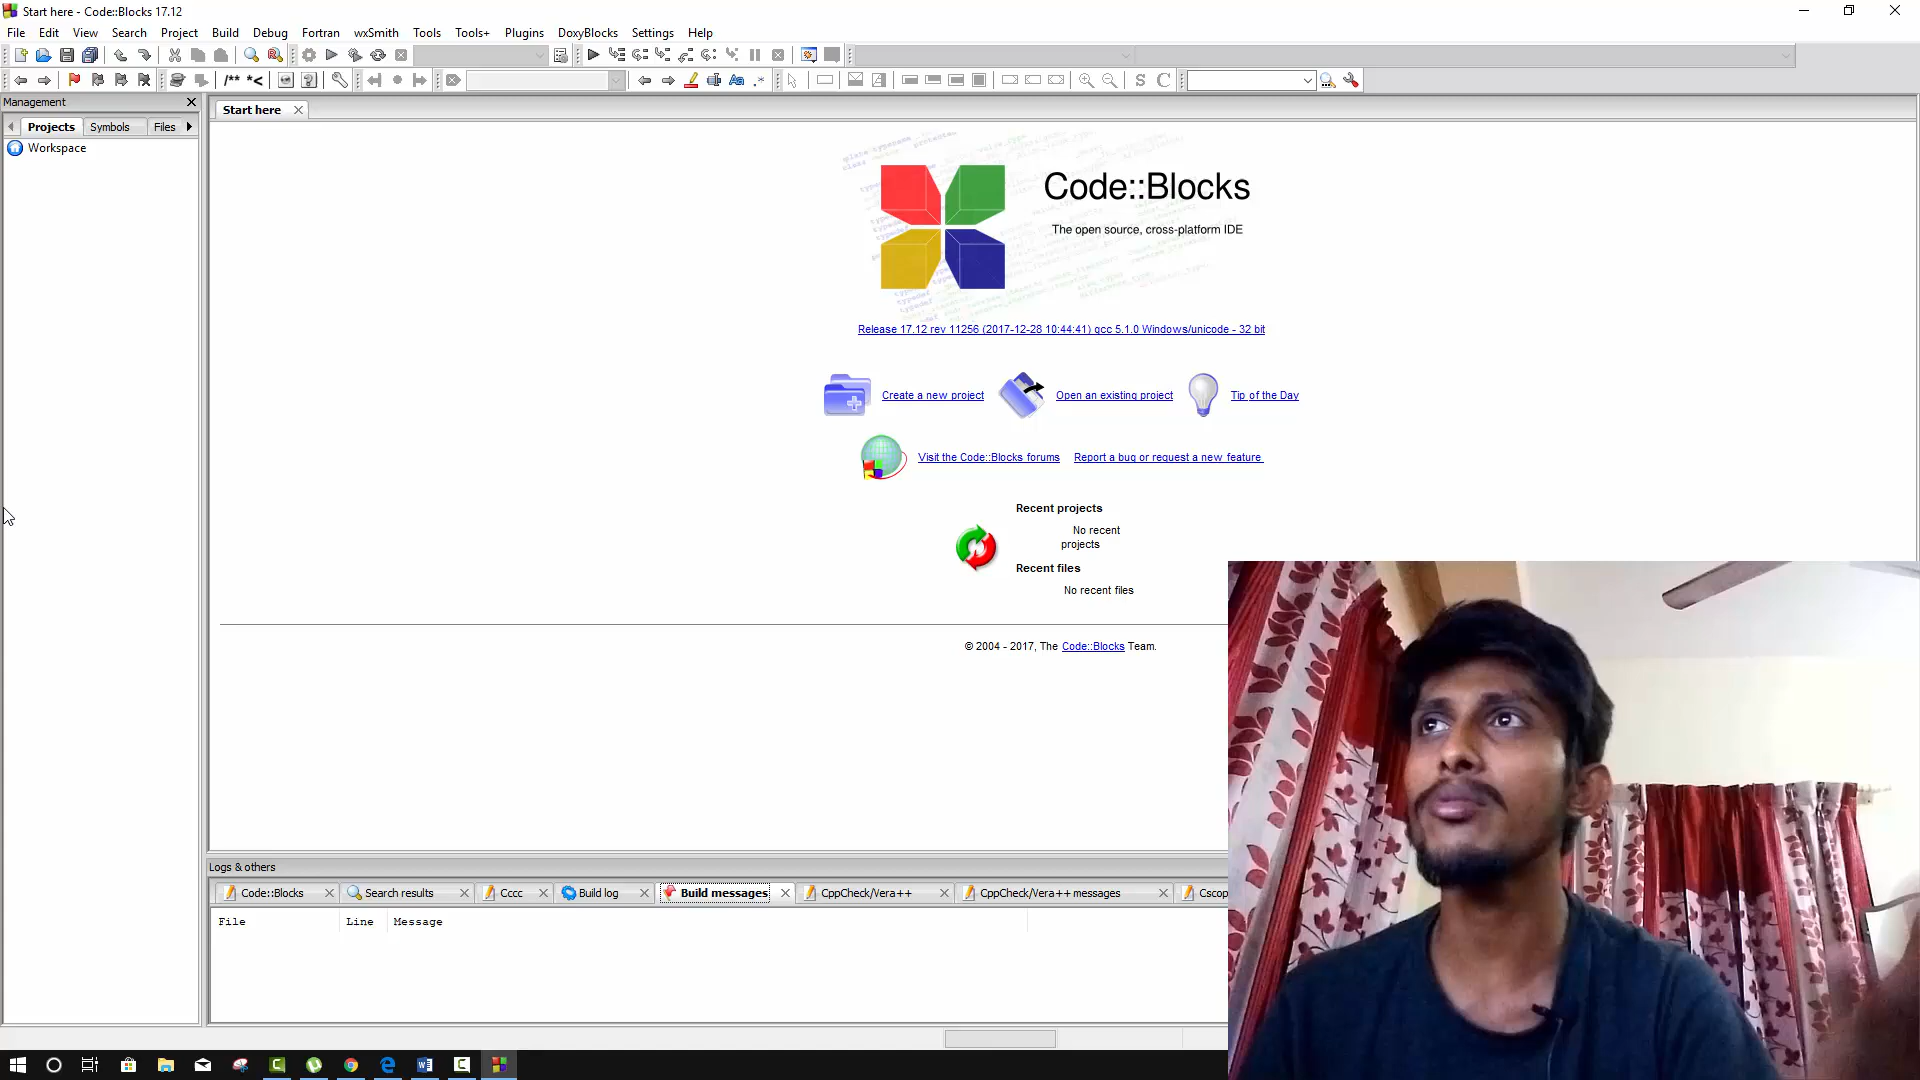 Start here - Code::Blocks 17.12
File Edit View Search Project Build Debug Fortran wxSmith Tools Tools+ Plugins DoxyBlocks Settings Help
/** *<
Aa .*
S C
Management
Projects Symbols Files
Workspace
Start here
Code::Blocks
The open source, cross-platform IDE
Release 17.12 rev 11256 (2017-12-28 10:44:41) gcc 5.1.0 Windows/unicode - 32 bit
Create a new project Open an existing project Tip of the Day
Visit the Code::Blocks forums Report a bug or request a new feature
Recent projects
No recent
projects
Recent files
No recent files
© 2004 - 2017, The Code::Blocks Team.
Logs & others
Code::Blocks Search results Cccc Build log Build messages CppCheck/Vera++ CppCheck/Vera++ messages Cscop
File Line Message